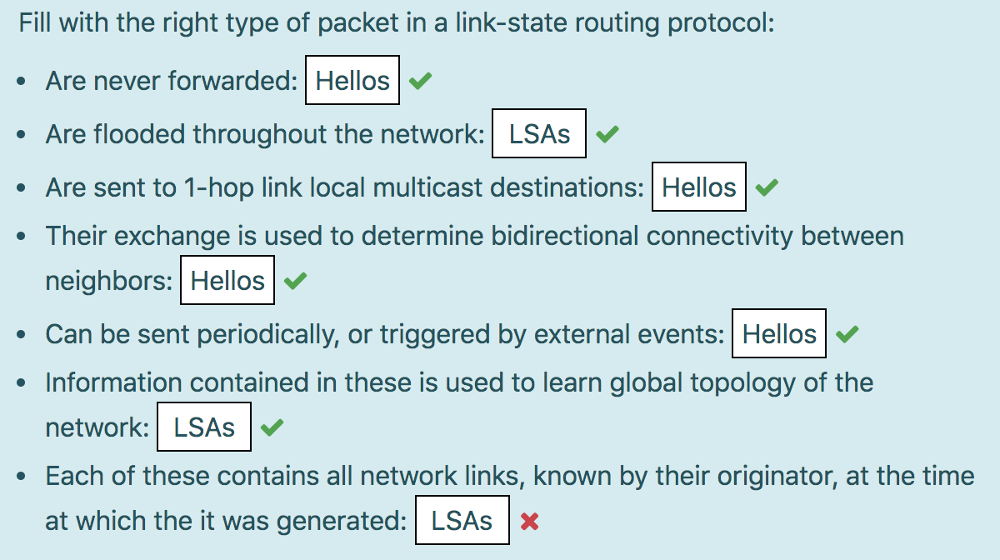 Fill with the right type of packet in a link-state routing protocol:
• Are never forwarded: Hellos
• Are flooded throughout the network: LSAs
• Are sent to 1-hop link local multicast destinations: Hellos
• Their exchange is used to determine bidirectional connectivity between
neighbors: Hellos
• Can be sent periodically, or triggered by external events: Hellos
• Information contained in these is used to learn global topology of the
network: LSAs
• Each of these contains all network links, known by their originator, at the time
at which the it was generated: LSAs